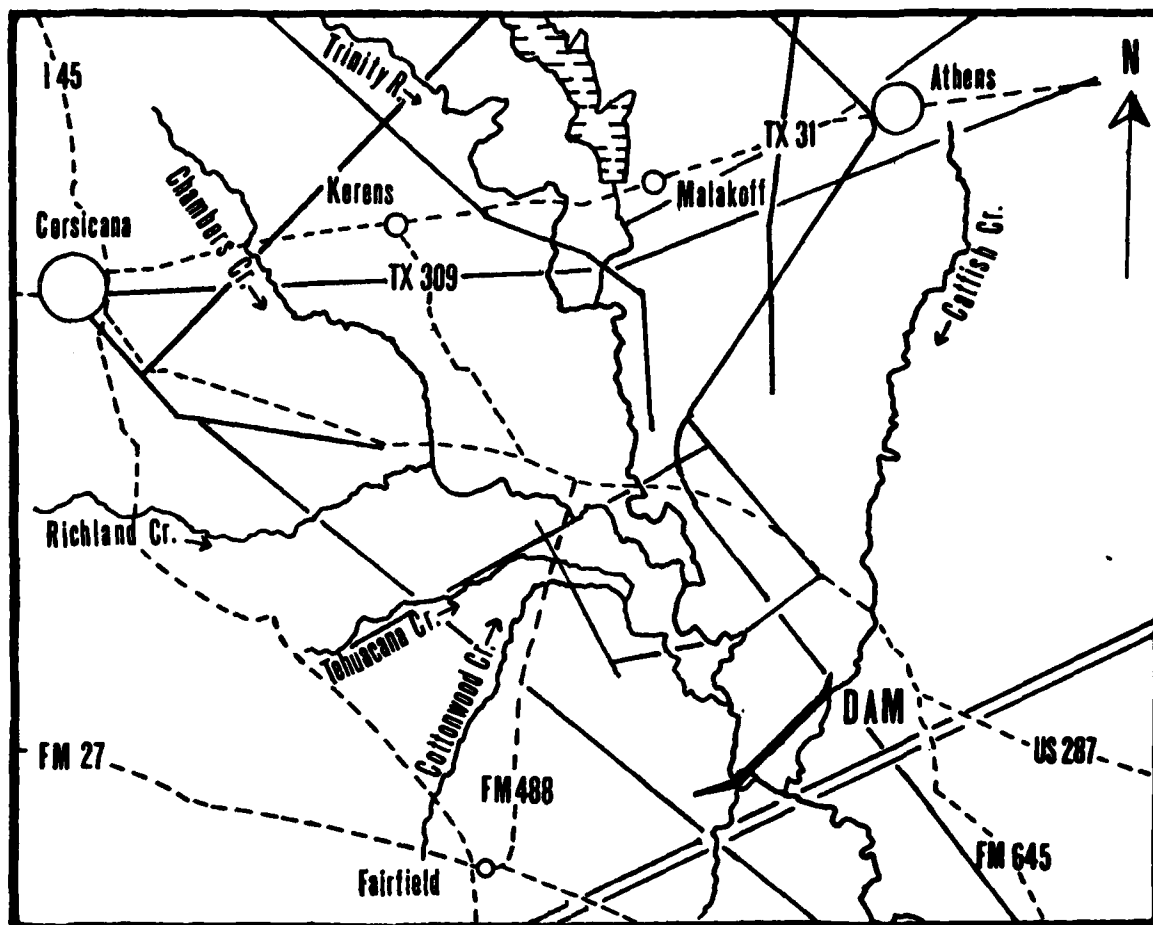 I 45
Trinity R.
N
Athens
TX 31
Chambers Cr.
Kerens
Malakoff
Corsicana
TX 309
Catfish Cr.
Richland Cr.
Tehuacana Cr.
Cottonwood Cr.
DAM
FM 27
FM 488
US 287
FM 645
Fairfield